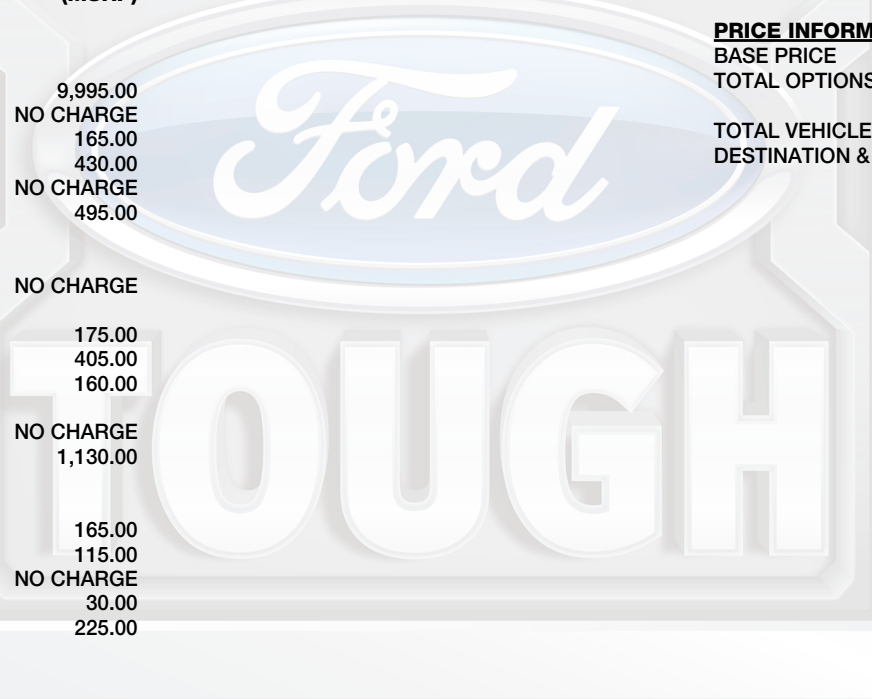 9,995.00
NO CHARGE
165.00
430.00
NO CHARGE
495.00
NO CHARGE
175.00
405.00
160.00
NO CHARGE
1,130.00
165.00
115.00
NO CHARGE
30.00
225.00
PRICE INFORM
BASE PRICE
TOTAL OPTIONS
TOTAL VEHICLE
DESTINATION &
Ford
TOUGH